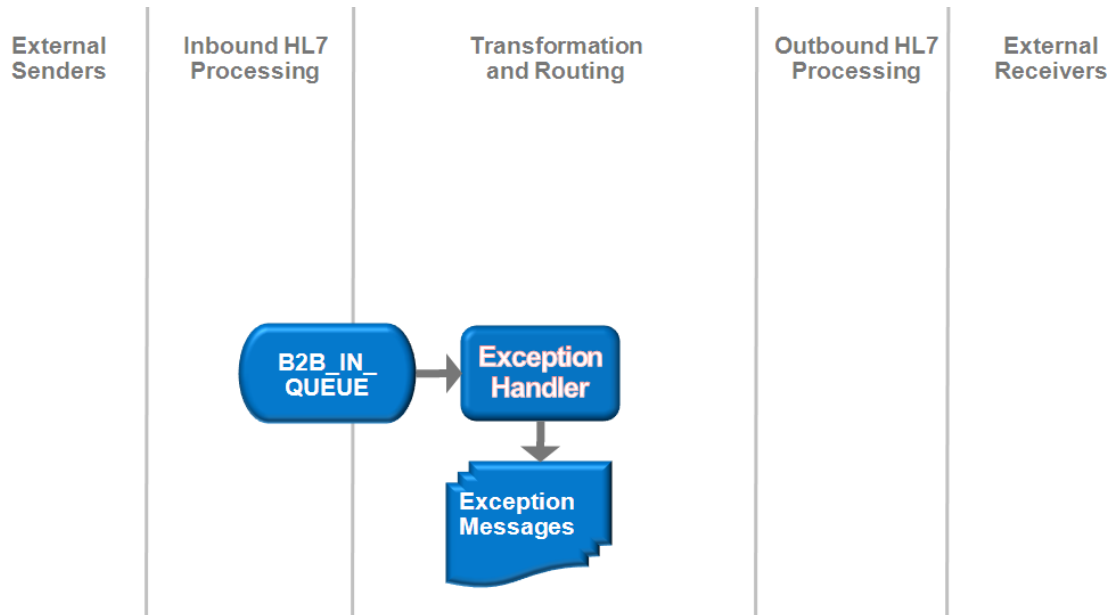 External
Senders
Inbound HL7
Processing
Transformation
and Routing
Outbound HL7
Processing
External
Receivers
B2B_IN_
QUEUE
Exception
Handler
Exception
Messages